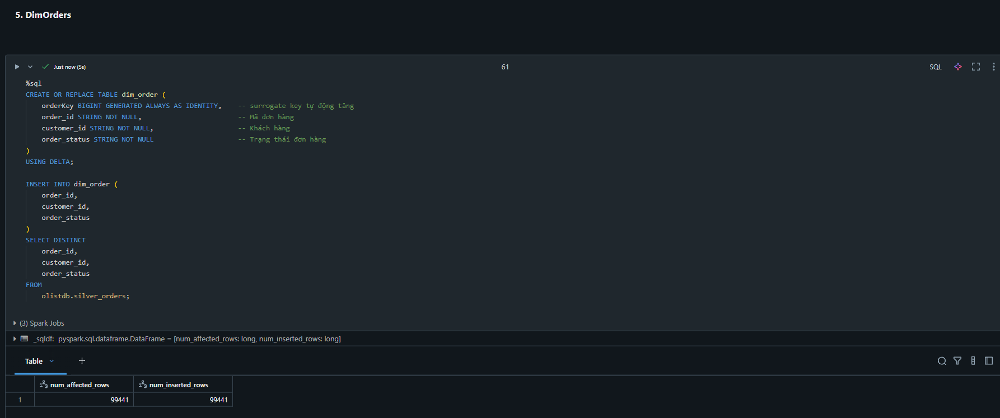 5. DimOrders
Just now (5s)
61
SQL
%sql
CREATE OR REPLACE TABLE dim_order (
orderKey BIGINT GENERATED ALWAYS AS IDENTITY, -- surrogate key tự động tăng
order_id STRING NOT NULL, -- Mã đơn hàng
customer_id STRING NOT NULL, -- Khách hàng
order_status STRING NOT NULL -- Trạng thái đơn hàng
)
USING DELTA;
INSERT INTO dim_order (
order_id,
customer_id,
order_status
)
SELECT DISTINCT
order_id,
customer_id,
order_status
FROM
olistdb.silver_orders;
(3) Spark Jobs
_sqldf: pyspark.sql.dataframe.DataFrame = [num_affected_rows: long, num_inserted_rows: long]
Table
+
123 num_affected_rows 123 num_inserted_rows
1 99441 99441